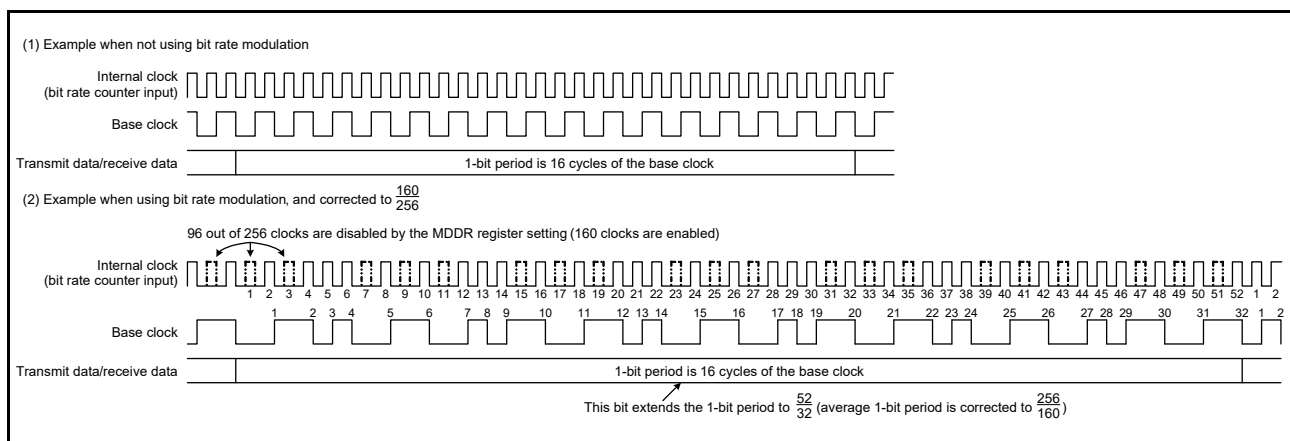 (1) Example when not using bit rate modulation
Internal clock
(bit rate counter input)
Base clock
Transmit data/receive data
1-bit period is 16 cycles of the base clock
(2) Example when using bit rate modulation, and corrected to 160/256
96 out of 256 clocks are disabled by the MDDR register setting (160 clocks are enabled)
Internal clock
(bit rate counter input)
1 2 3 4 5 6 7 8 9 10 11 12 13 14 15 16 17 18 19 20 21 22 23 24 25 26 27 28 29 30 31 32 33 34 35 36 37 38 39 40 41 42 43 44 45 46 47 48 49 50 51 52 1 2
1 2 3 4 5 6 7 8 9 10 11 12 13 14 15 16 17 18 19 20 21 22 23 24 25 26 27 28 29 30 31 32 1 2
Base clock
Transmit data/receive data
1-bit period is 16 cycles of the base clock
This bit extends the 1-bit period to 52/32 (average 1-bit period is corrected to 256/160)